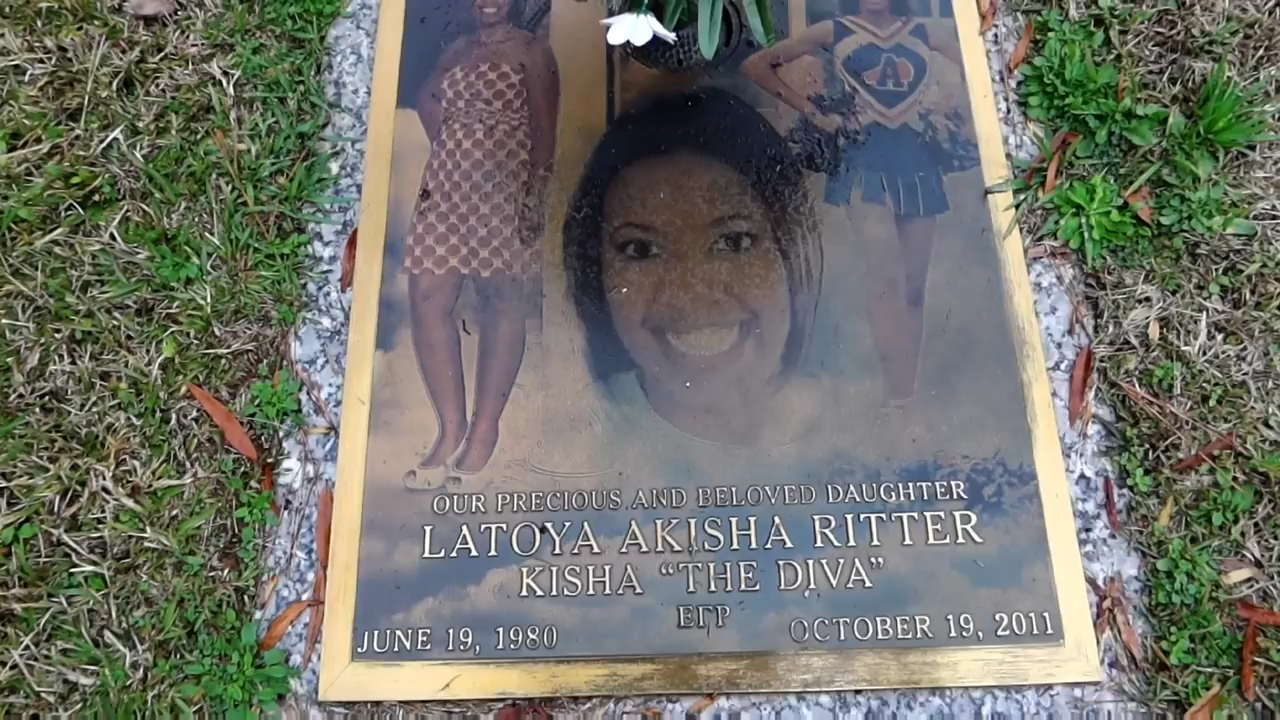 A
OUR PRECIOUS AND BELOVED DAUGHTER
LATOYA AKISHA RITTER
KISHA “THE DIVA”
ΕΓΡ
JUNE 19, 1980 OCTOBER 19, 2011